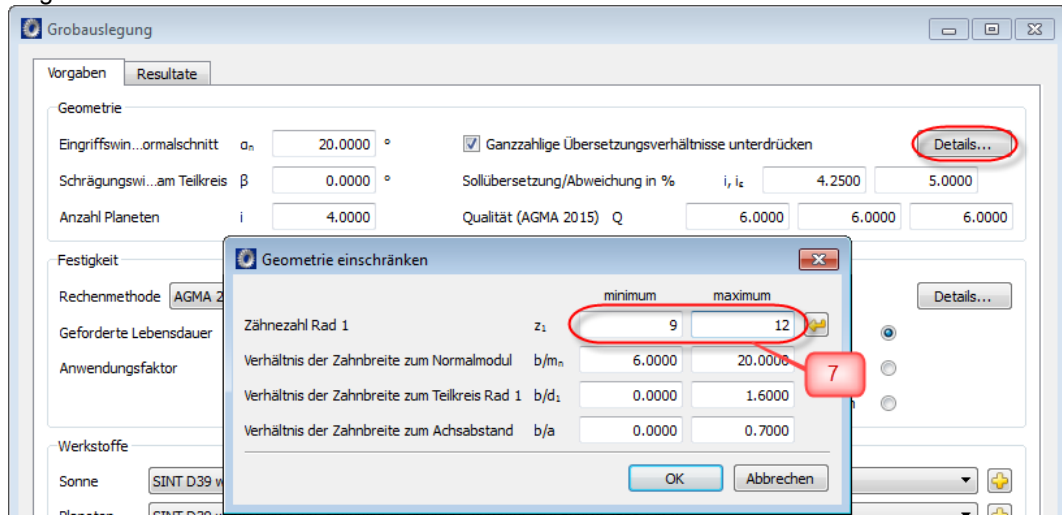 Grobauslegung
Vorgaben Resultate
Geometrie
Eingriffswin...ormalschnitt αn 20.0000 °
Ganzzahlige Übersetzungsverhältnisse unterdrücken Details...
Schrägungswi...am Teilkreis β 0.0000 °
Sollübersetzung/Abweichung in % i, iε 4.2500 5.0000
Anzahl Planeten i 4.0000
Qualität (AGMA 2015) Q 6.0000 6.0000 6.0000
Festigkeit
Rechenmethode AGMA 2
Details...
Geforderte Lebensdauer
Anwendungsfaktor
Geometrie einschränken
minimum maximum
Zähnezahl Rad 1 z₁ 9 12
Verhältnis der Zahnbreite zum Normalmodul b/mn 6.0000 20.0000
7
Verhältnis der Zahnbreite zum Teilkreis Rad 1 b/d₁ 0.0000 1.6000
Verhältnis der Zahnbreite zum Achsabstand b/a 0.0000 0.7000
OK Abbrechen
Werkstoffe
Sonne SINT D39 w